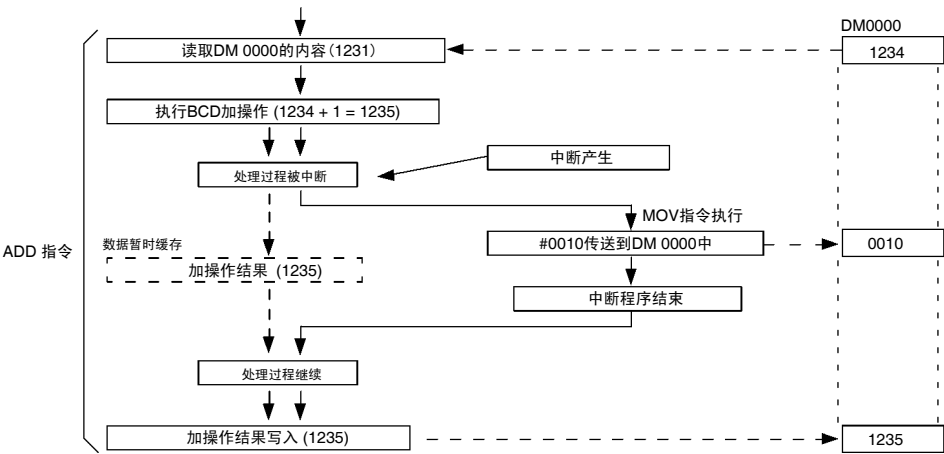 DM0000
读取DM 0000的内容(1231)
1234
执行BCD加操作 (1234 + 1 = 1235)
中断产生
处理过程被中断
MOV指令执行
ADD 指令
数据暂时缓存
#0010传送到DM 0000中
0010
加操作结果 (1235)
中断程序结束
处理过程继续
加操作结果写入 (1235)
1235